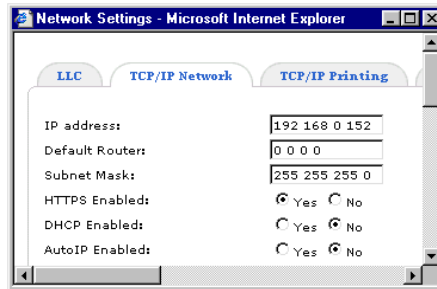 Network Settings - Microsoft Internet Explorer
LLC TCP/IP Network TCP/IP Printing
IP address: 192 168 0 152
Default Router: 0 0 0 0
Subnet Mask: 255 255 255 0
HTTPS Enabled: Yes No
DHCP Enabled: Yes No
AutoIP Enabled: Yes No